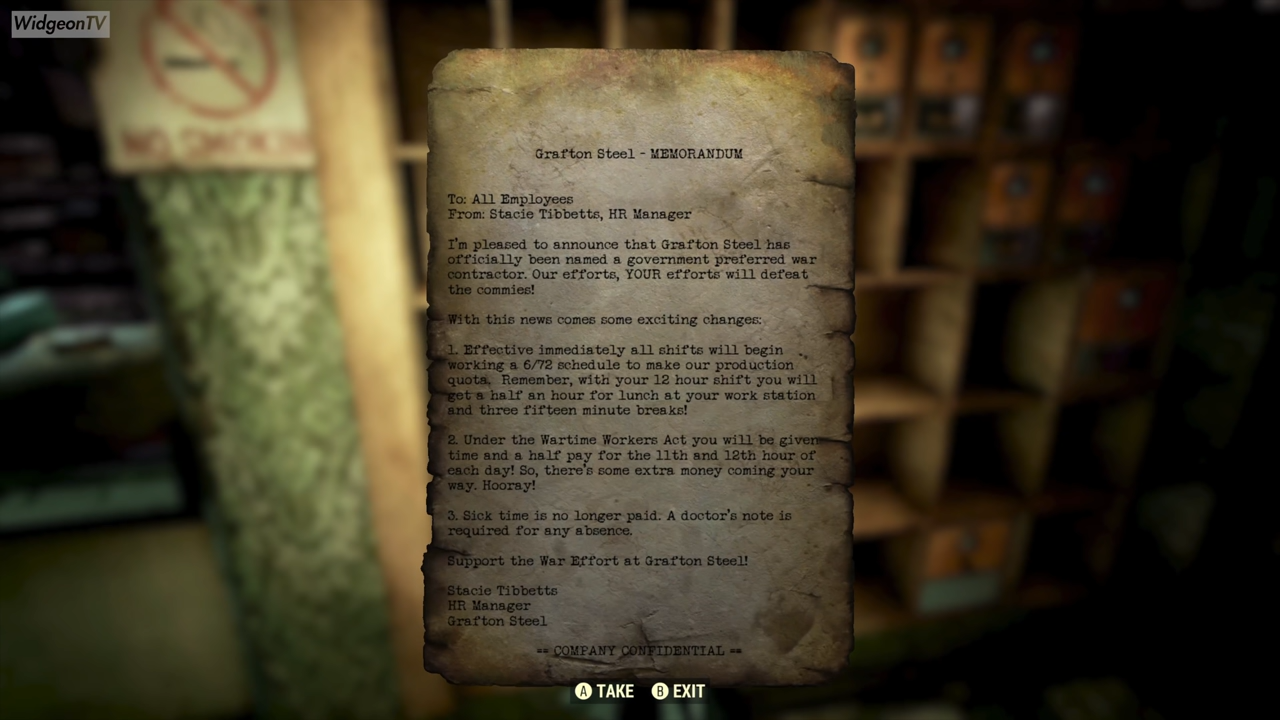 WidgeonTV
NO SMOKING
Grafton Steel - MEMORANDUM
To: All Employees
From: Stacie Tibbetts, HR Manager
I'm pleased to announce that Grafton Steel has
officially been named a government preferred war
contractor. Our efforts, YOUR efforts will defeat
the commies!
With this news comes some exciting changes:
1. Effective immediately all shifts will begin
working a 6/72 schedule to make our production
quota. Remember, with your 12 hour shift you will
get a half an hour for lunch at your work station
and three fifteen minute breaks!
2. Under the Wartime Workers Act you will be given
time and a half pay for the 11th and 12th hour of
each day! So, there's some extra money coming your
way. Hooray!
3. Sick time is no longer paid. A doctor's note is
required for any absence.
Support the War Effort at Grafton Steel!
Stacie Tibbetts
HR Manager
Grafton Steel
== COMPANY CONFIDENTIAL ==
A TAKE B EXIT